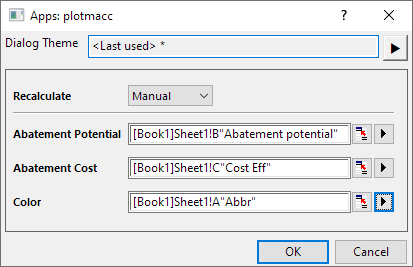 Apps: plotmacc
Dialog Theme <Last used> *
Recalculate Manual
Abatement Potential [Book1]Sheet1!B"Abatement potential"
Abatement Cost [Book1]Sheet1!C"Cost Eff"
Color [Book1]Sheet1!A"Abbr"
OK Cancel